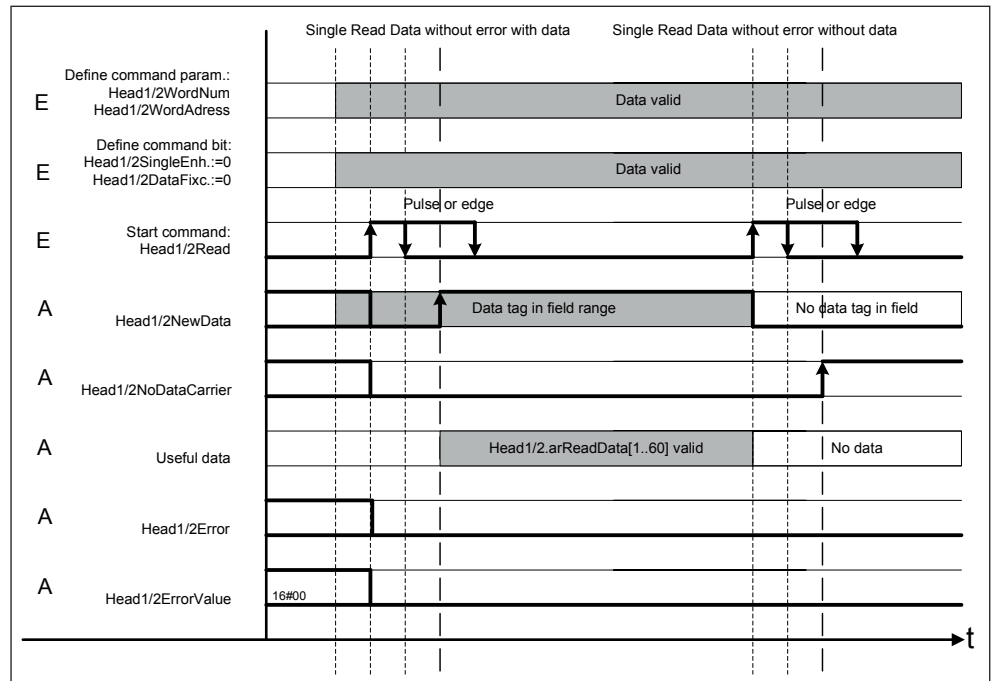 Single Read Data without error with data
Single Read Data without error without data
Define command param.:
Head1/2WordNum
Head1/2WordAdress
E
Data valid
Define command bit:
Head1/2SingleEnh.:=0
Head1/2DataFixc.:=0
E
Data valid
Pulse or edge
Pulse or edge
E
Start command:
Head1/2Read
A
Head1/2NewData
Data tag in field range
No data tag in field
A
Head1/2NoDataCarrier
A
Useful data
Head1/2.arReadData[1..60] valid
No data
A
Head1/2Error
A
Head1/2ErrorValue
16#00
t